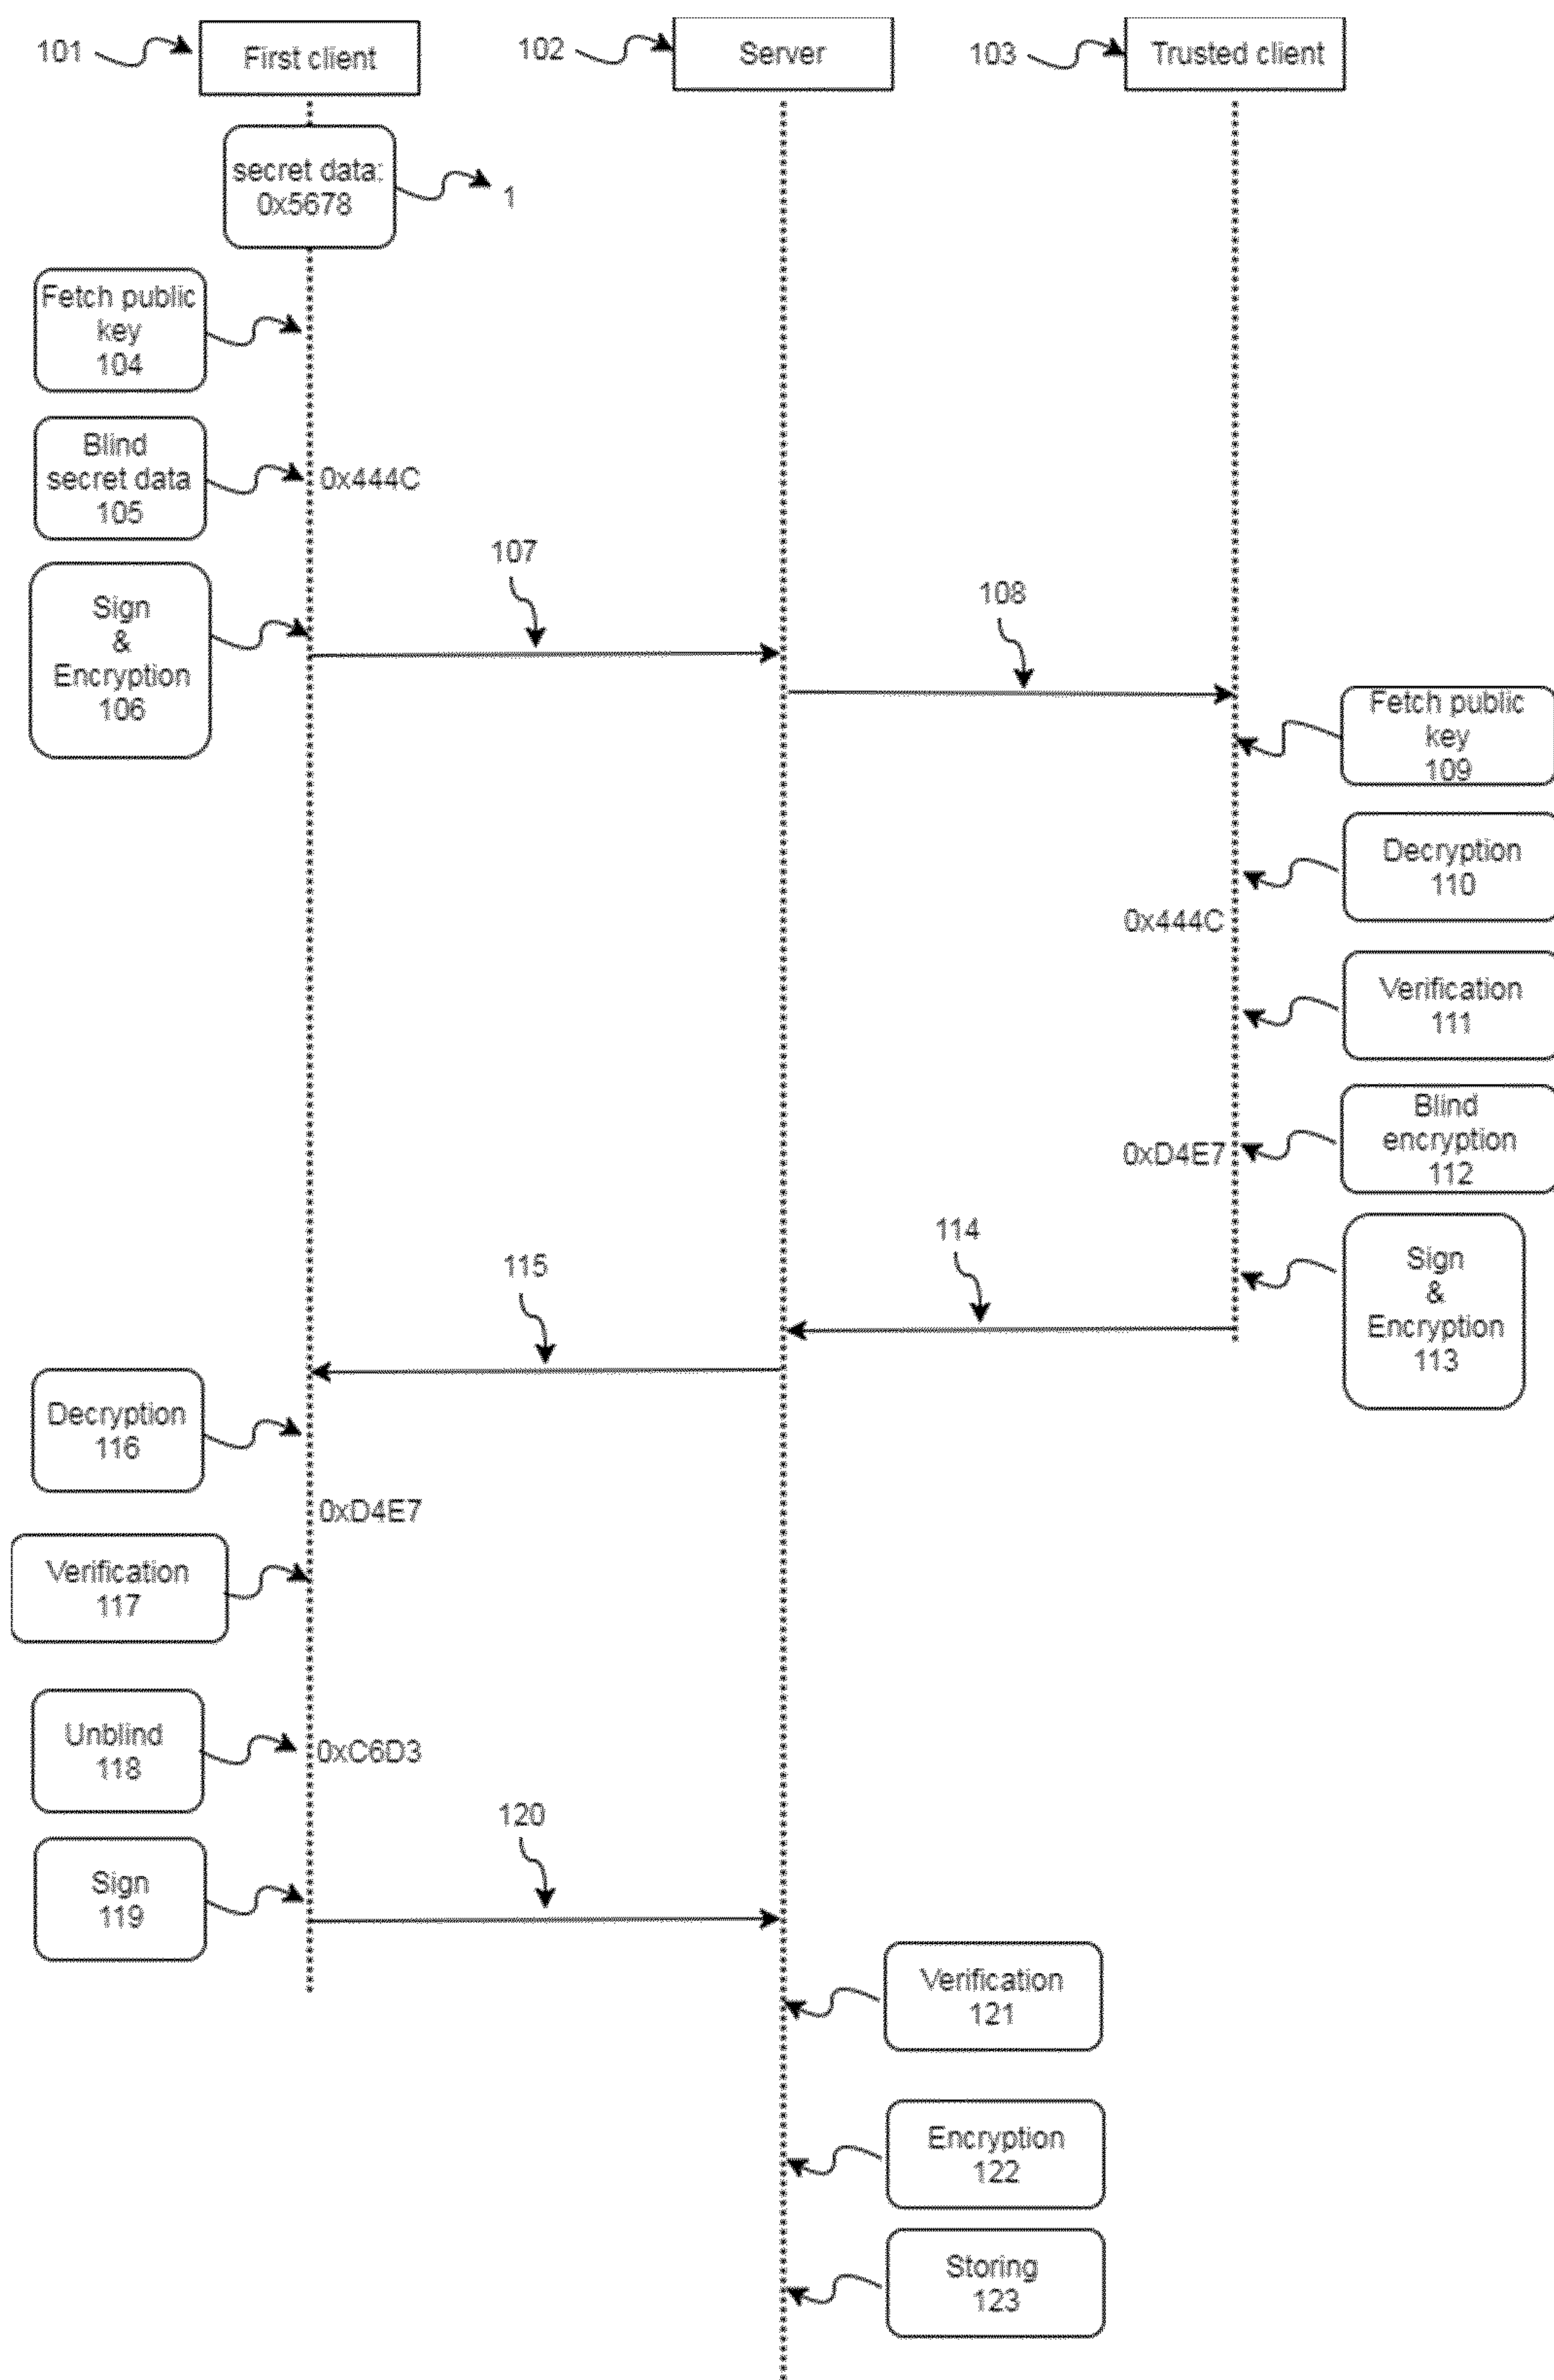 101
First client
102
Server
103
Trusted client
secret data:
0x5678
1
Fetch public
key
104
Blind
secret data
105
0x444C
Sign
&
Encryption
106
107
108
Fetch public
key
109
Decryption
110
0x444C
Verification
111
Blind
encryption
112
0xD4E7
Sign
&
Encryption
113
114
115
Decryption
116
0xD4E7
Verification
117
Unblind
118
0xC6D3
Sign
119
120
Verification
121
Encryption
122
Storing
123